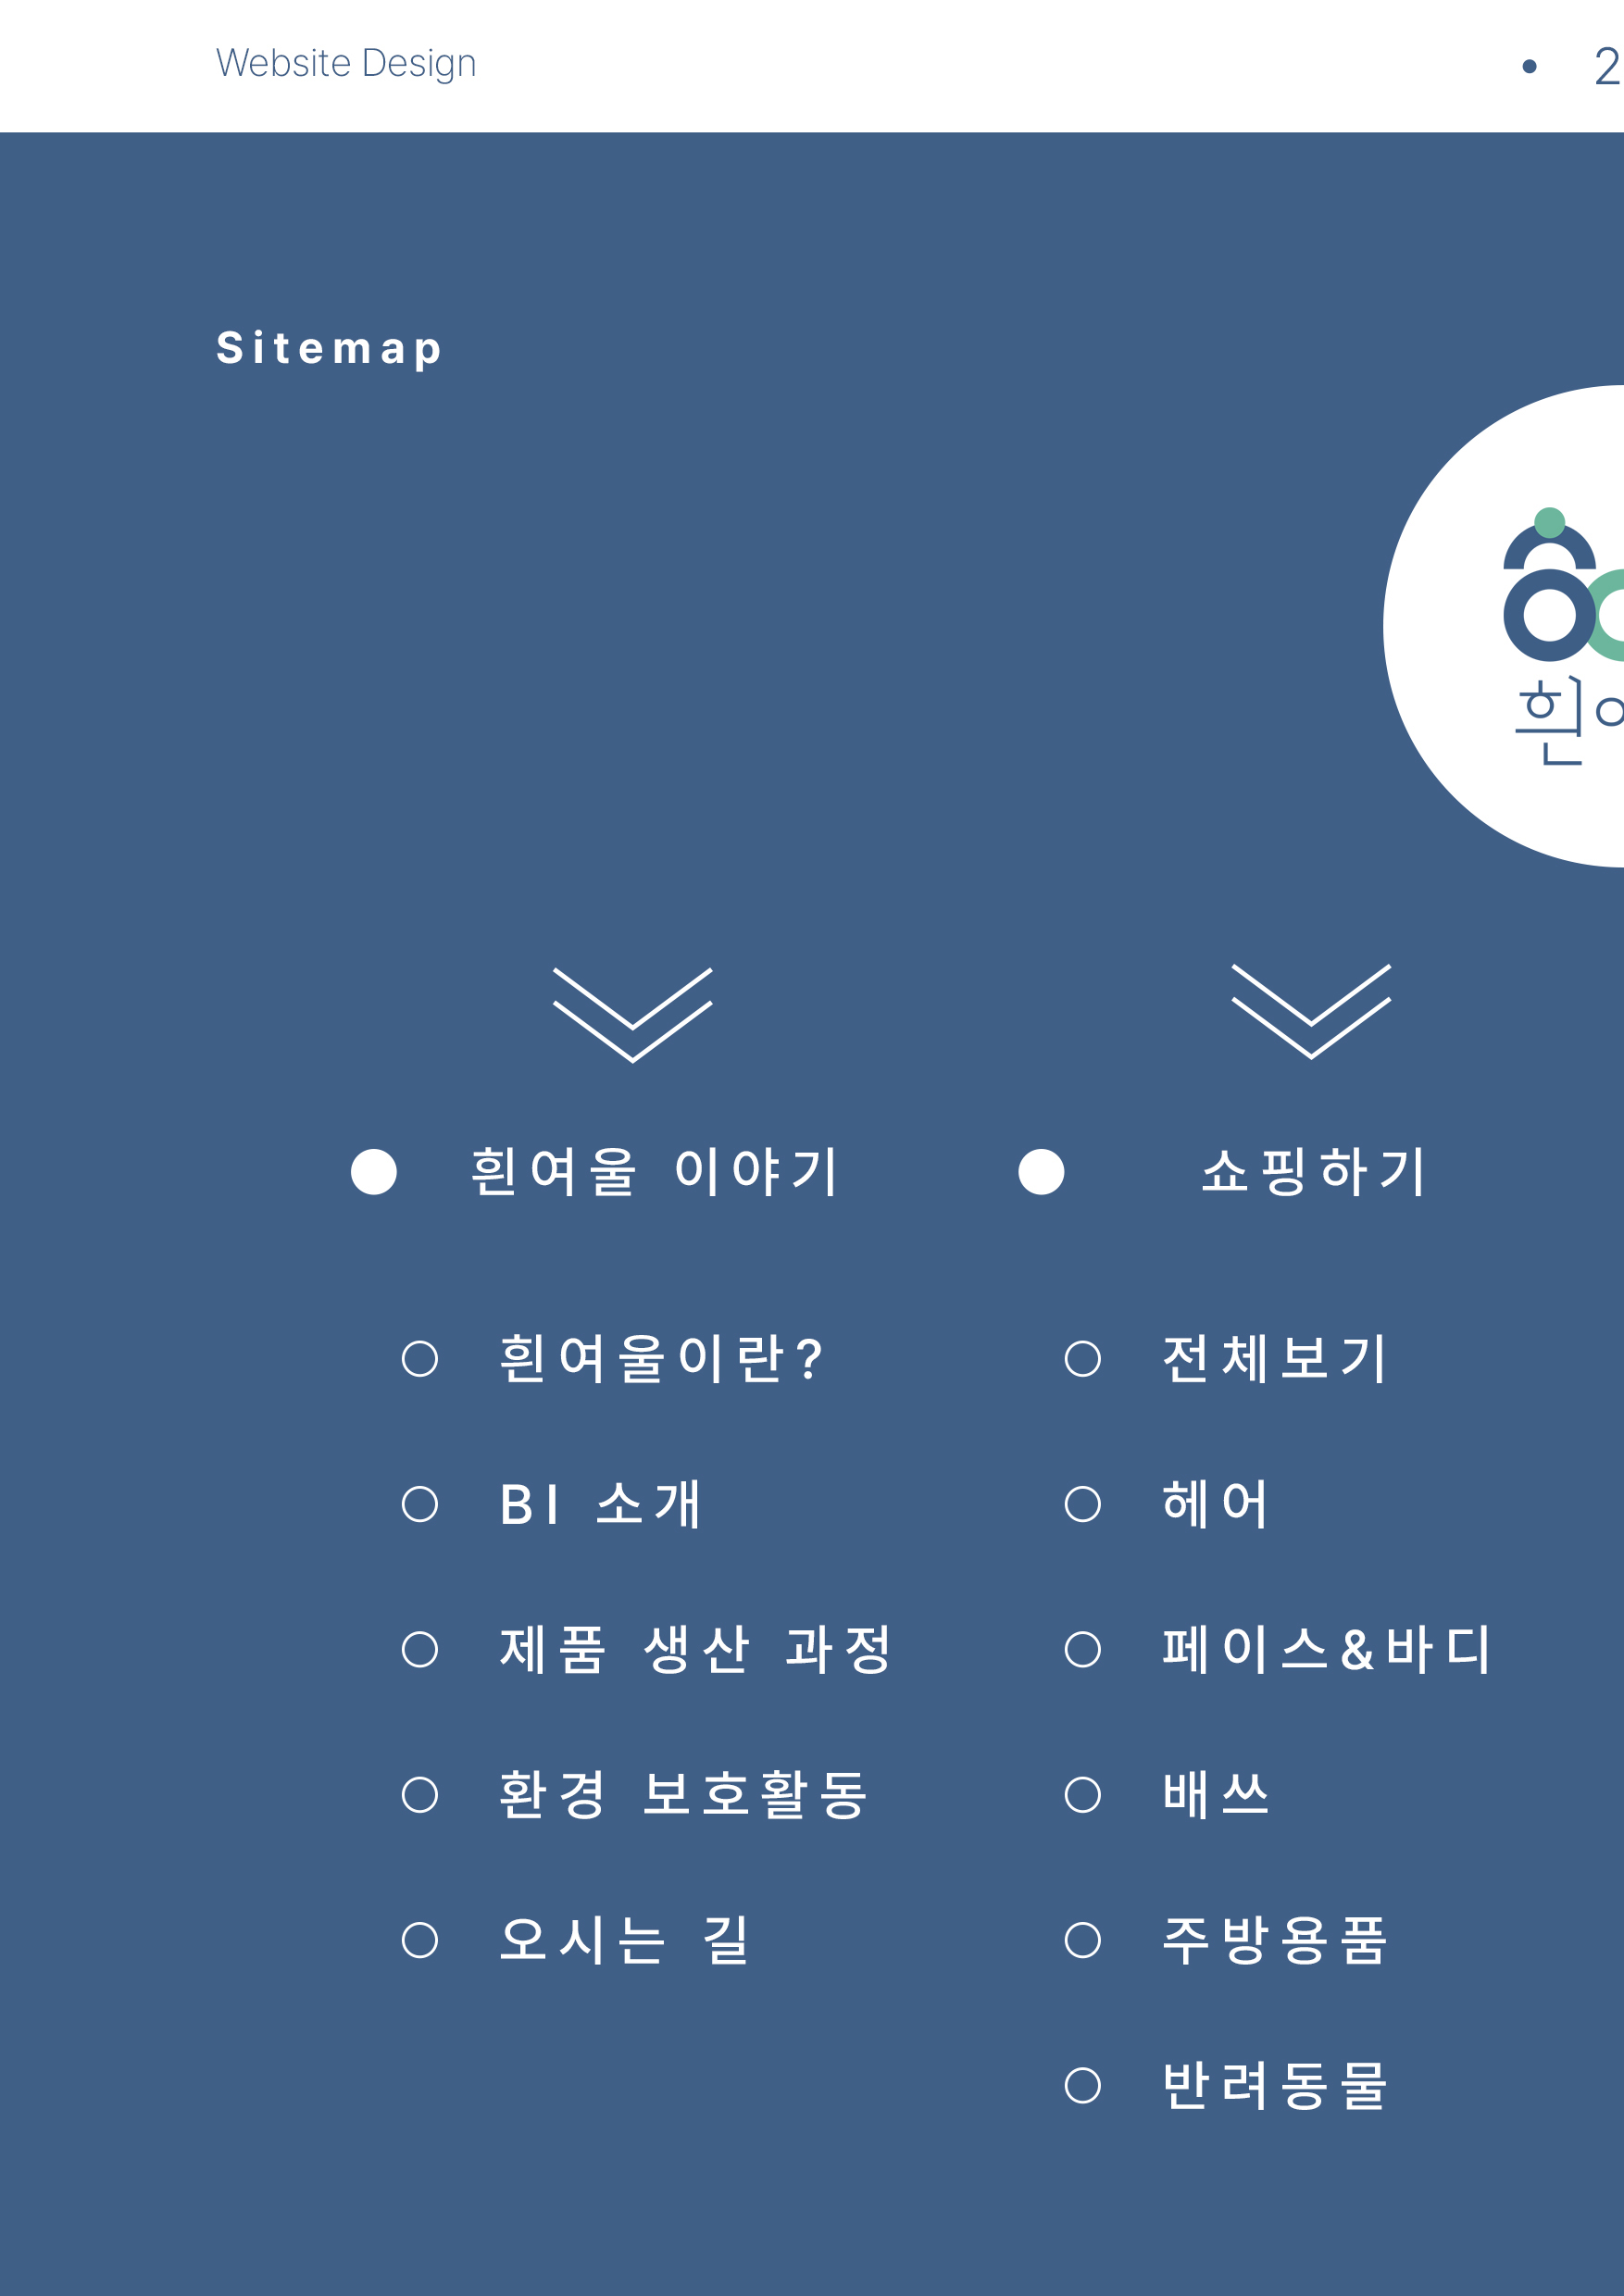 Website Design
2
Sitemap
흰여
흰여울 이야기
흰여울이란?
BI 소개
제품 생산 과정
환경 보호활동
오시는 길
쇼핑하기
전체보기
헤어
페이스&바디
배쓰
주방용품
반려동물